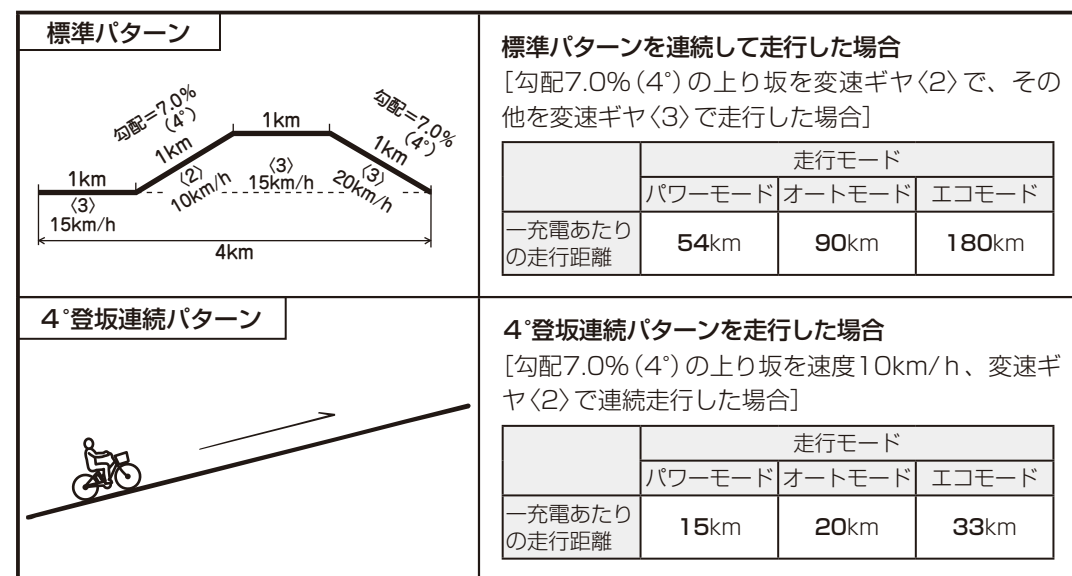 標準パターン
勾配=7.0%
(4°)
1km
1km
1km
勾配=7.0%
(4°)
1km
〈3〉
15km/h
〈2〉
10km/h
〈3〉
15km/h
〈3〉
20km/h
4km
標準パターンを連続して走行した場合
[勾配7.0%(4°)の上り坂を変速ギヤ〈2〉で、その
他を変速ギヤ〈3〉で走行した場合]
走行モード
パワーモード オートモード エコモード
一充電あたり
の走行距離
54km 90km 180km
4°登坂連続パターン
4°登坂連続パターンを走行した場合
[勾配7.0%(4°)の上り坂を速度10km/h、変速ギ
ヤ〈2〉で連続走行した場合]
走行モード
パワーモード オートモード エコモード
一充電あたり
の走行距離
15km 20km 33km